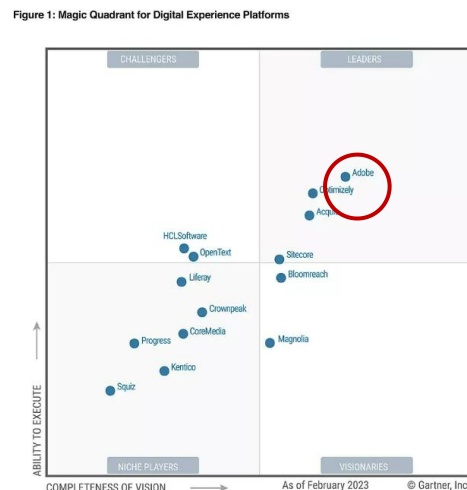 Figure 1: Magic Quadrant for Digital Experience Platforms
CHALLENGERS
LEADERS
Adobe
Optimizely
HCLSoftware
OpenText
Sitecore
Liferay
Bloomreach
Crownpeak
CoreMedia
Progress
Magnolia
Kentico
Squiz
ABILITY TO EXECUTE
NICHE PLAYERS
VISIONARIES
COMPLETENESS OF VISION
As of February 2023
© Gartner, Inc